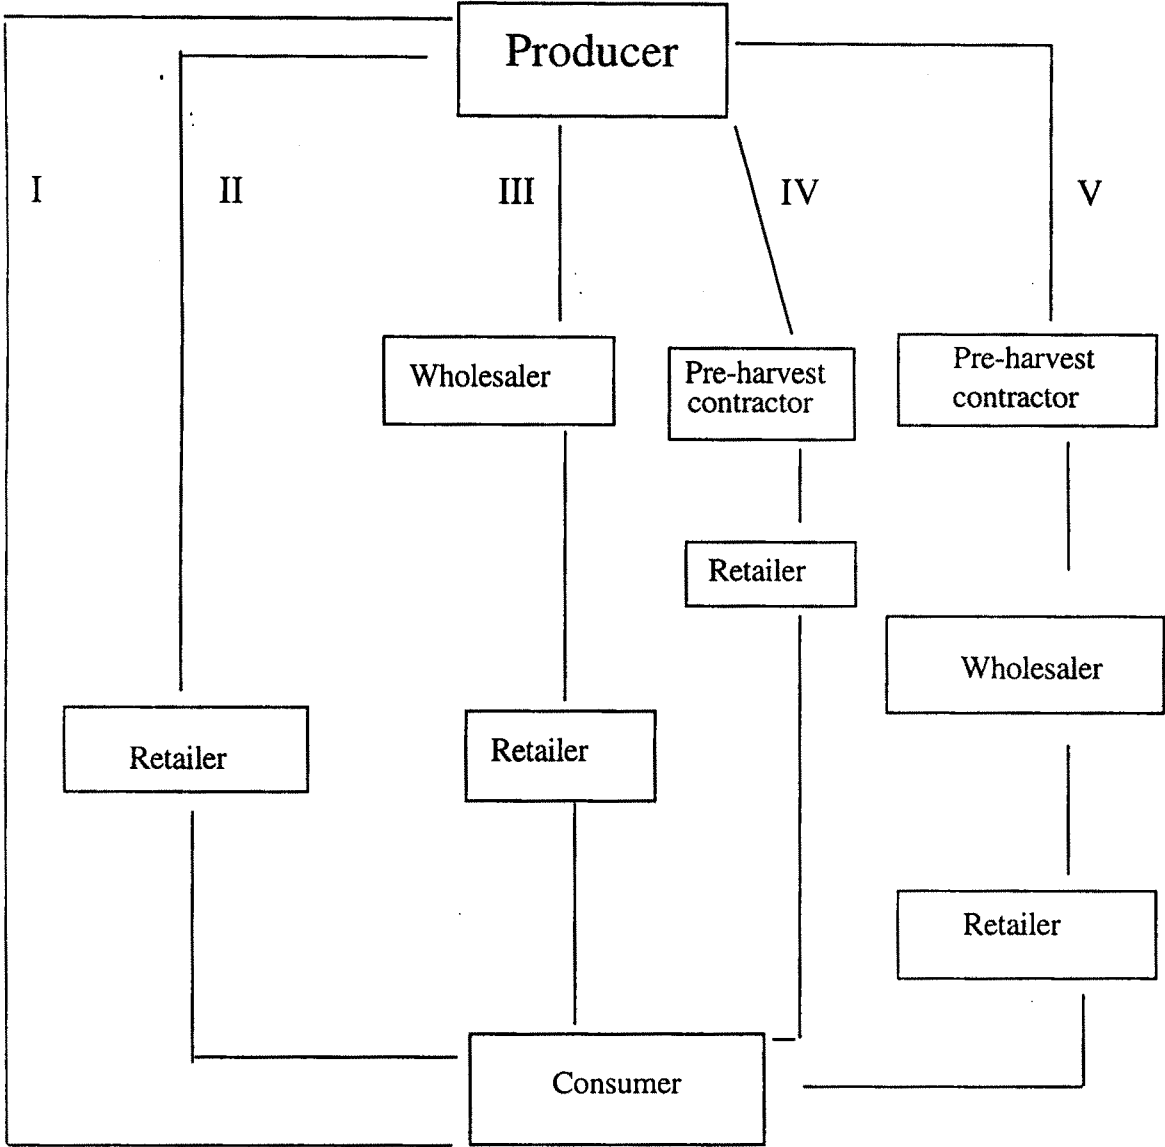 Producer
I
II
III
IV
V
Wholesaler
Pre-harvest
contractor
Pre-harvest
contractor
Retailer
Wholesaler
Retailer
Retailer
Retailer
Consumer